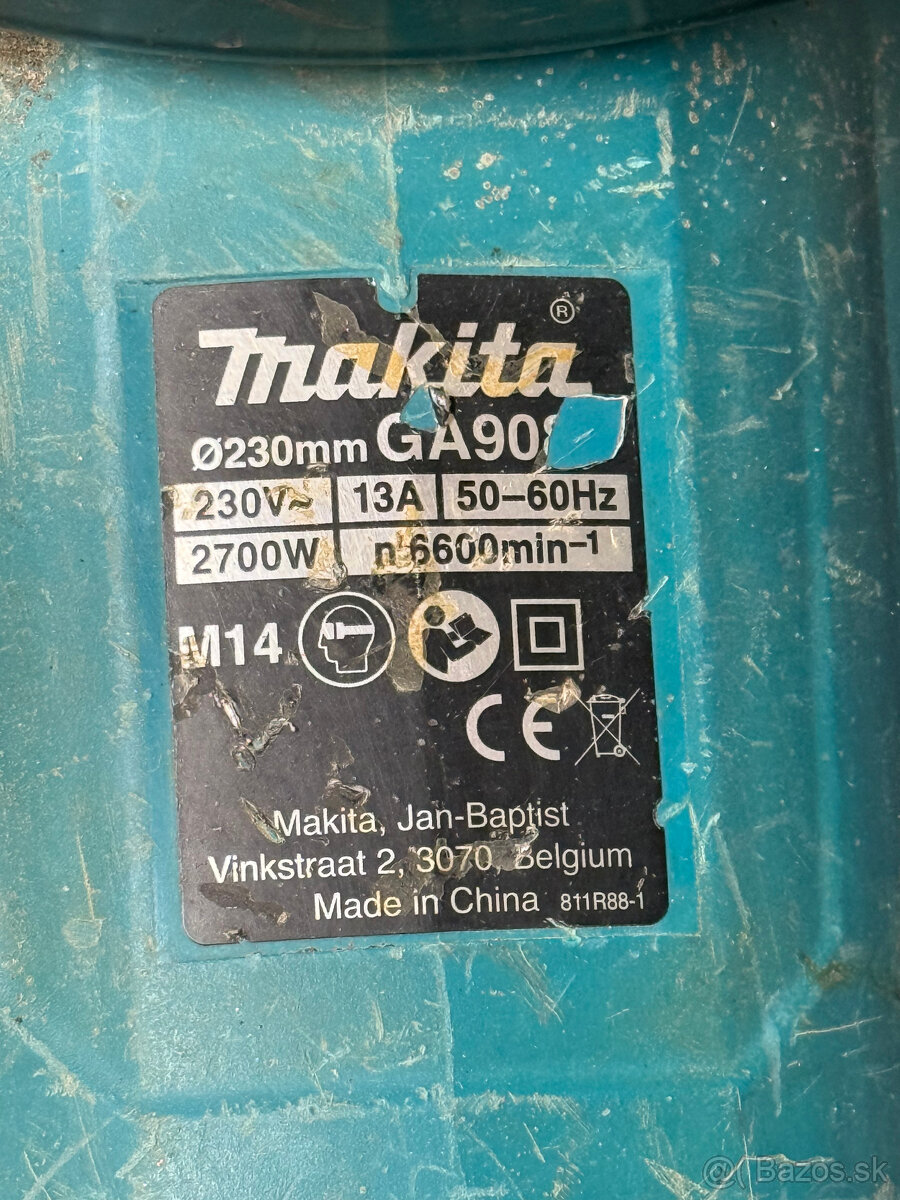 makita ®
Ø230mm
230V~ 13A 50–60Hz
2700W n 6600min⁻¹
M14
CE
Makita, Jan-Baptist
Vinkstraat 2, 3070, Belgium
Made in China 811R88-1
@ Bazos.sk